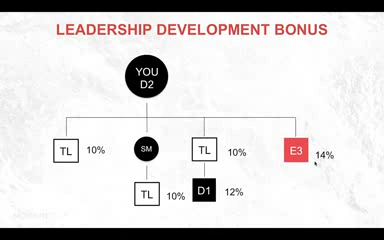 LEADERSHIP DEVELOPMENT BONUS
YOU
D2
TL 10%
SM
TL 10%
E3 14%
TL 10%
D1 12%